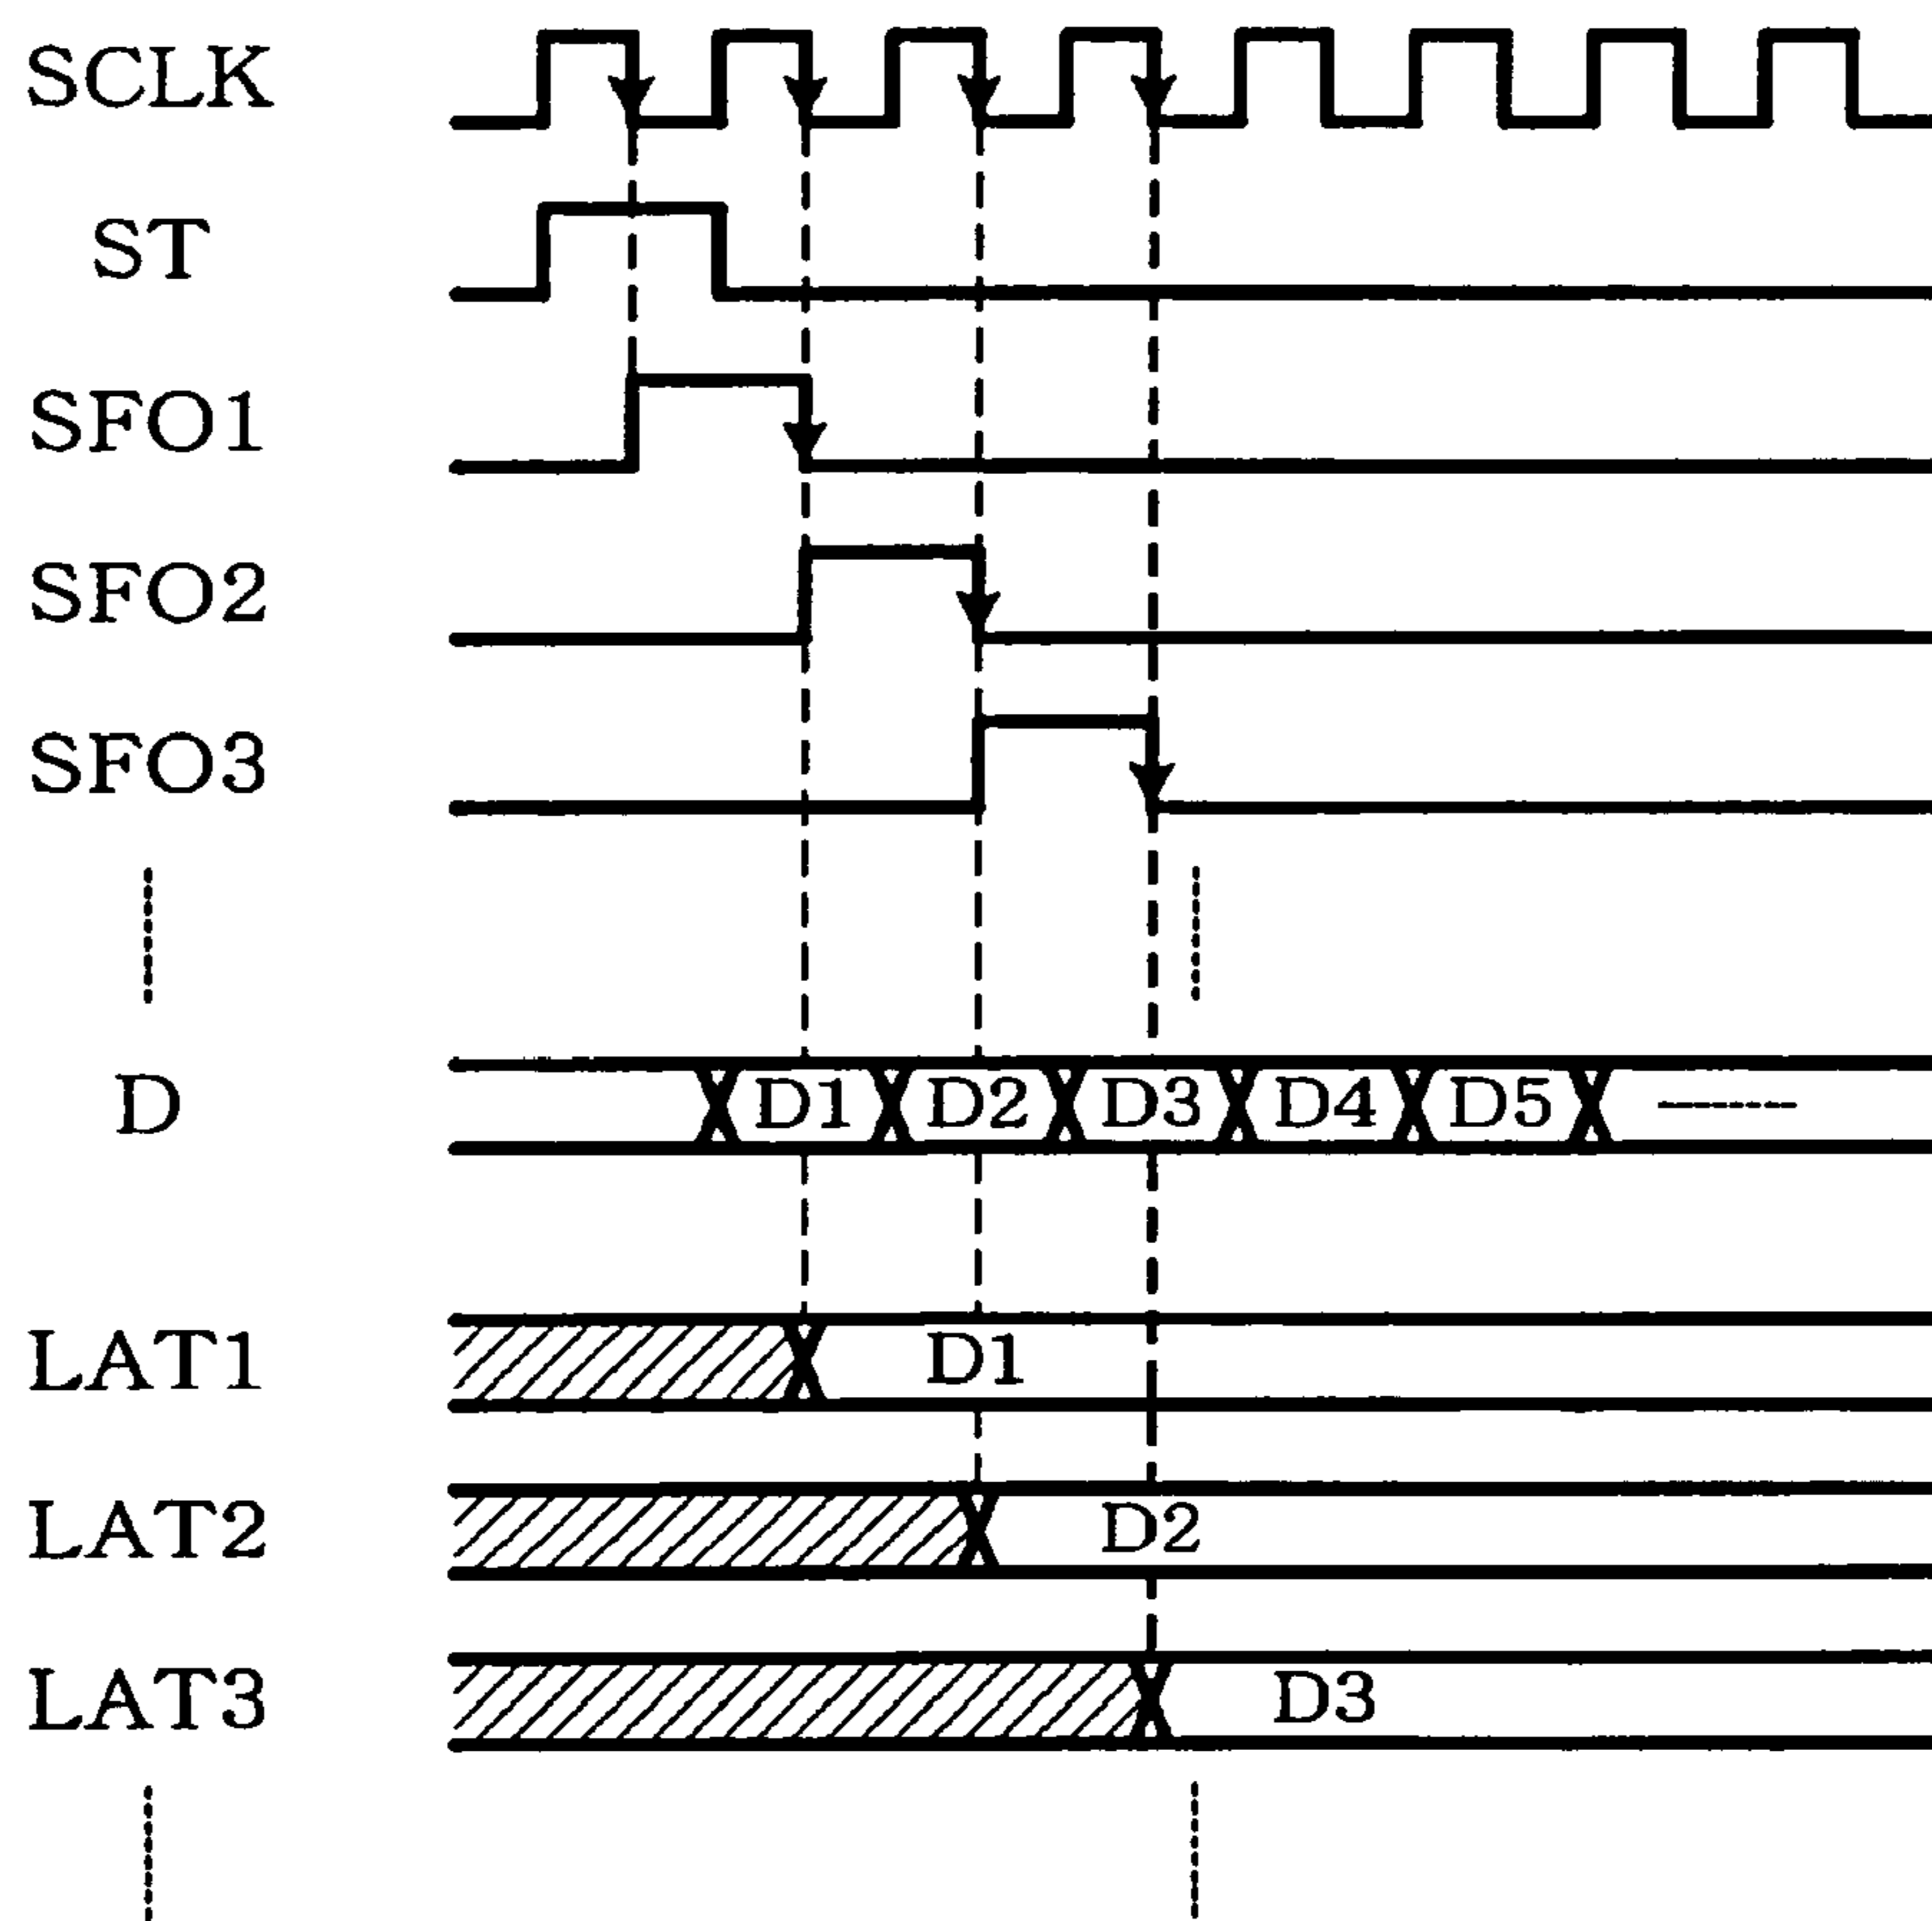 SCLK
ST
SFO1
SFO2
SFO3
D D1 D2 D3 D4 D5
LAT1 D1
LAT2 D2
LAT3 D3